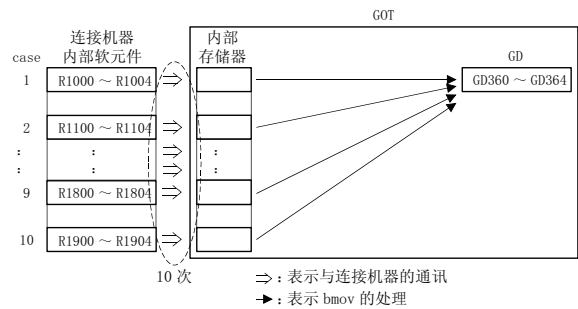 GOT
连接机器
内部软元件
内部
存储器
GD
case
1
R1000 ～ R1004
GD360 ～ GD364
2
R1100 ～ R1104
:
:
:
:
:
:
9
R1800 ～ R1804
10
R1900 ～ R1904
10 次
⇒ : 表示与连接机器的通讯
→ : 表示 bmov 的处理